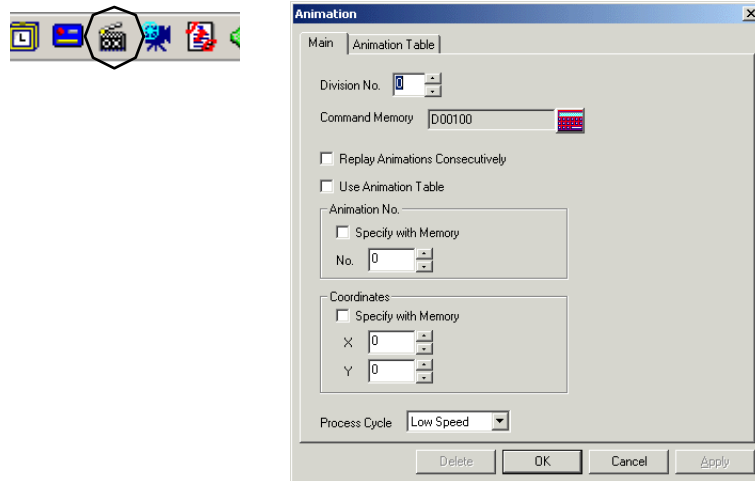 Animation
Main
Animation Table
Division No. 0
Command Memory D00100
Replay Animations Consecutively
Use Animation Table
Animation No.
Specify with Memory
No. 0
Coordinates
Specify with Memory
X 0
Y 0
Process Cycle Low Speed
Delete OK Cancel Apply